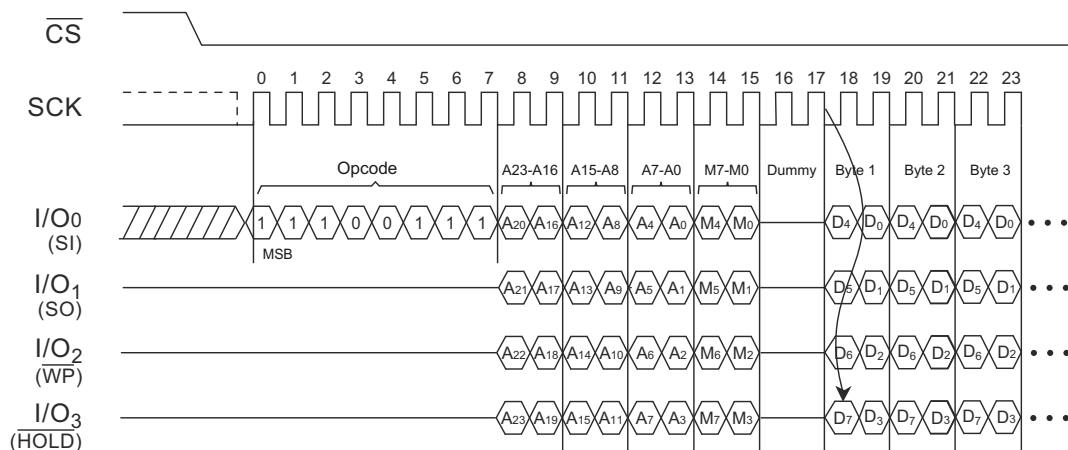 CS
0 1 2 3 4 5 6 7 8 9 10 11 12 13 14 15 16 17 18 19 20 21 22 23
SCK
Opcode A23-A16 A15-A8 A7-A0 M7-M0 Dummy Byte 1 Byte 2 Byte 3
I/O0 1 1 1 0 0 1 1 1 A20 A16 A12 A8 A4 A0 M4 M0 D4 D0 D4 D0 D4 D0 • • •
(SI)
MSB
I/O1 A21 A17 A13 A9 A5 A1 M5 M1 D5 D1 D5 D1 D5 D1 • • •
(SO)
I/O2 A22 A18 A14 A10 A6 A2 M6 M2 D6 D2 D6 D2 D6 D2 • • •
(WP)
I/O3 A23 A19 A15 A11 A7 A3 M7 M3 D7 D3 D7 D3 D7 D3 • • •
(HOLD)